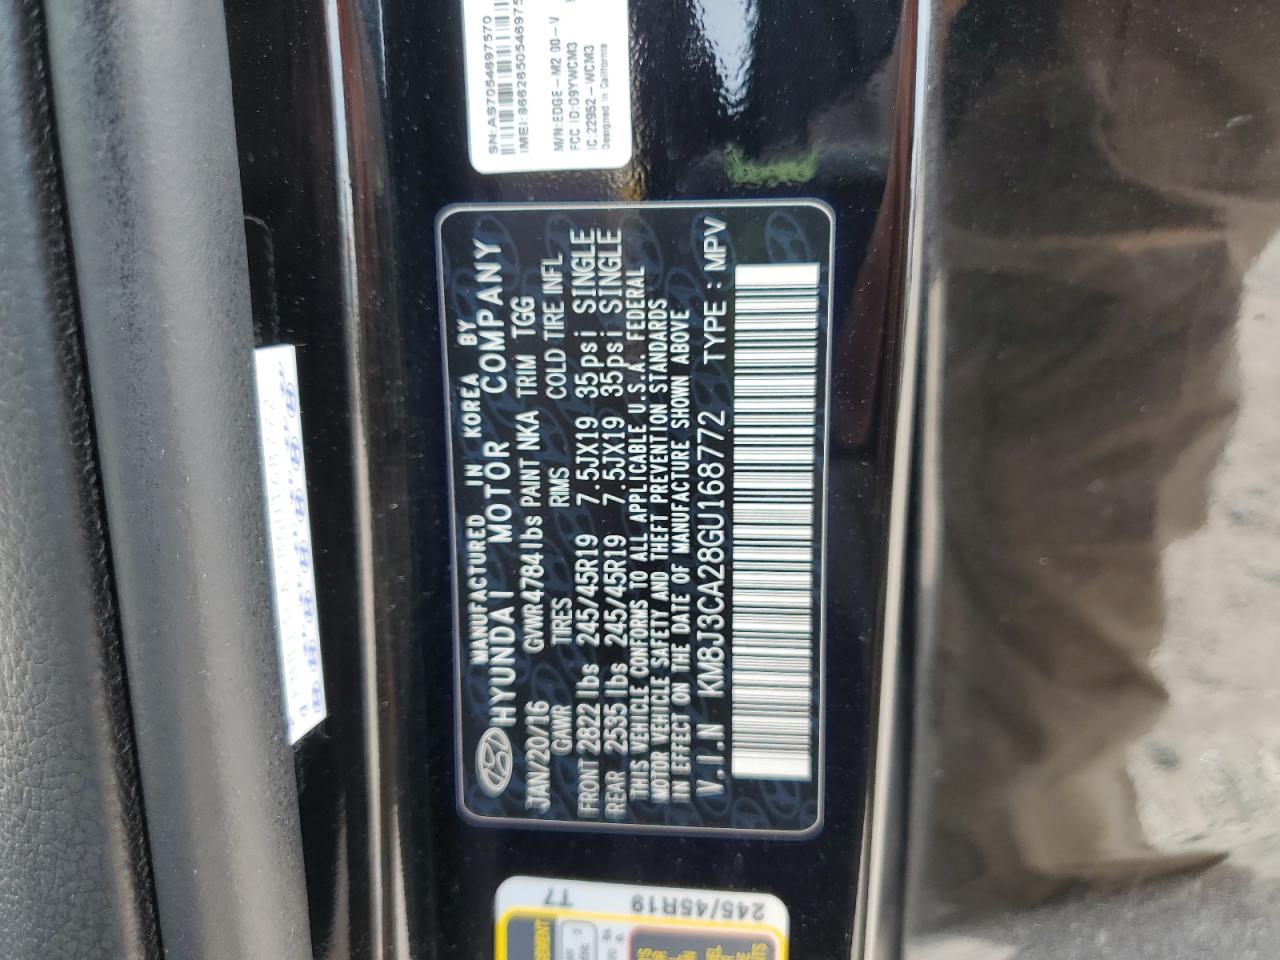 SN:AS7054697570
M/N:EDGE-M2 00-V
FCC ID:O9YWCM3
IC:22952-WCM3
Designed in California
MANUFACTURED IN KOREA BY
HYUNDAI MOTOR COMPANY
JAN/20/16 GVWR4784lbs PAINT NKA TRIM TGG
GAWR TIRES RIMS COLD TIRE INFL
FRONT 2822lbs 245/45R19 7.5JX19 35psi SINGLE
REAR 2535lbs 245/45R19 7.5JX19 35psi SINGLE
THIS VEHICLE CONFORMS TO ALL APPLICABLE U.S.A. FEDERAL
MOTOR VEHICLE SAFETY AND THEFT PREVENTION STANDARDS
IN EFFECT ON THE DATE OF MANUFACTURE SHOWN ABOVE
V.I.N KM8J3CA28GU168772 TYPE : MPV
T7
245/45R19